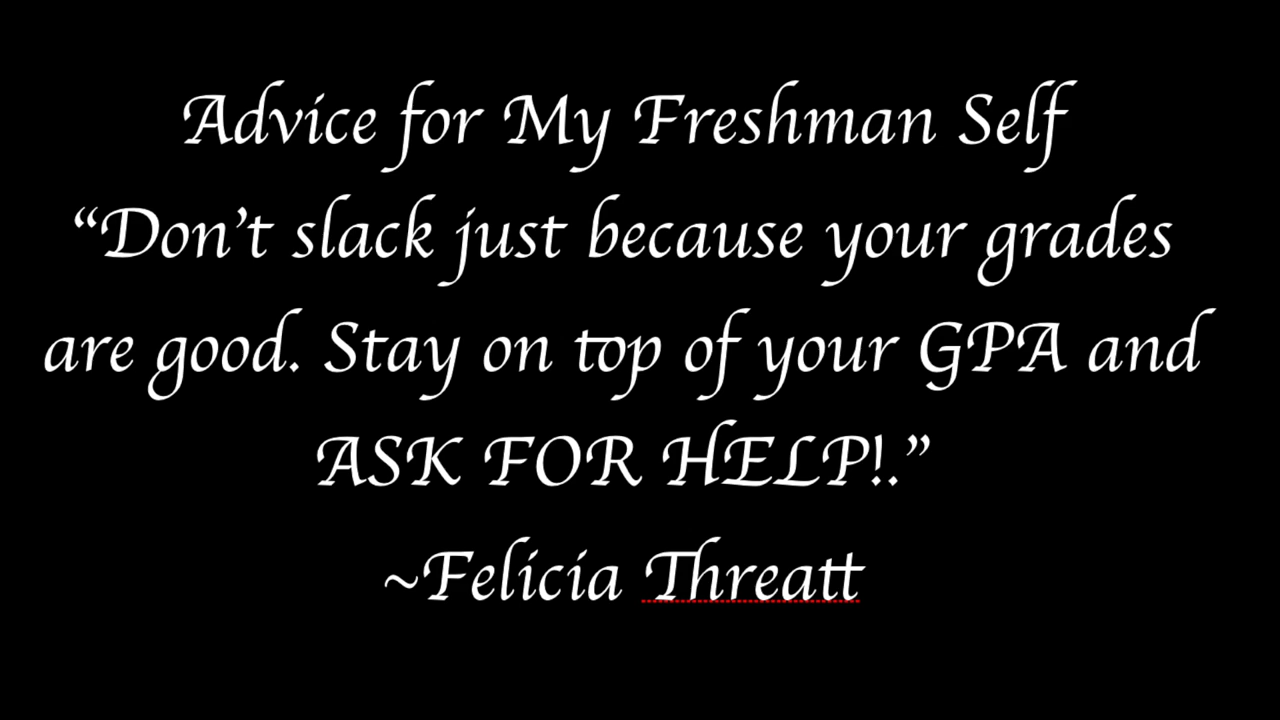 Advice for My Freshman Self
“Don’t slack just because your grades
are good. Stay on top of your GPA and
ASK FOR HELP!.”
~Felicia Threatt